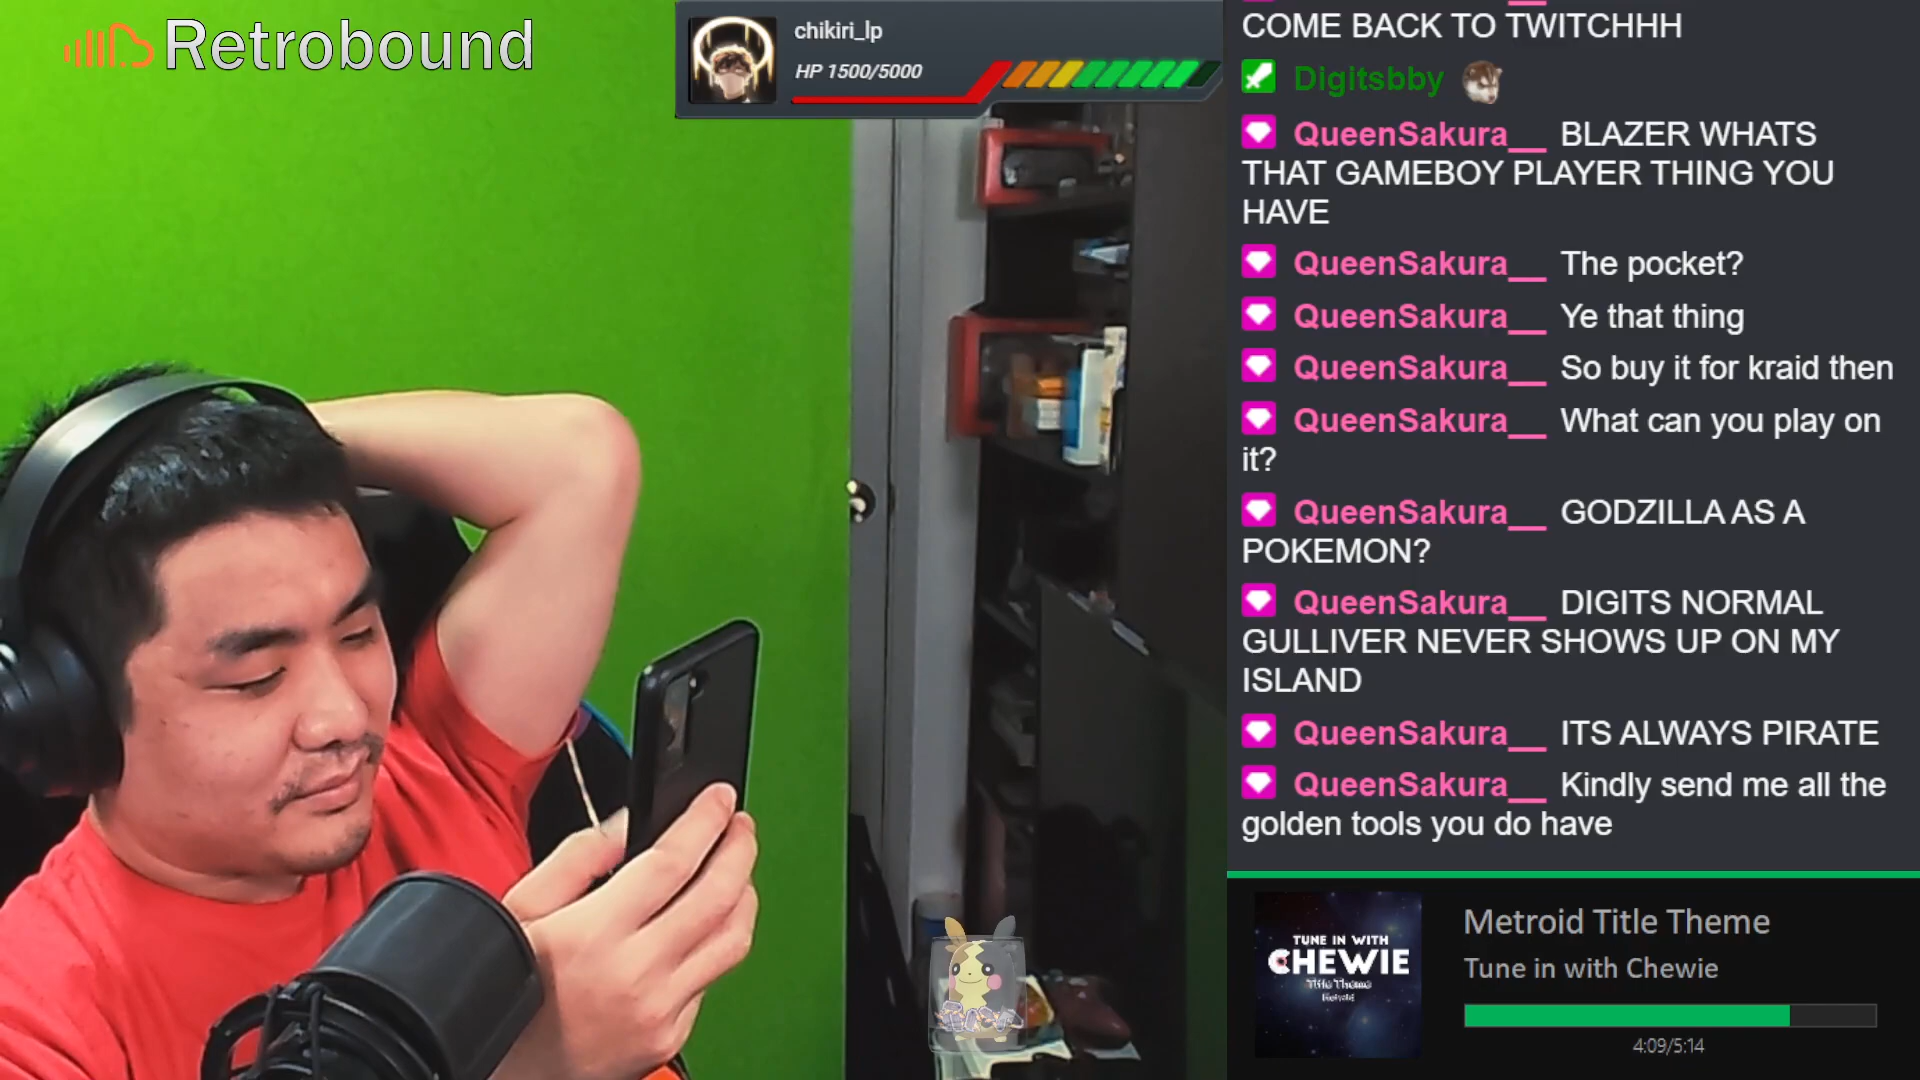 Retrobound
chikiri_lp
HP 1500/5000
COME BACK TO TWITCHHH
Digitsbby
QueenSakura__ BLAZER WHATS
THAT GAMEBOY PLAYER THING YOU
HAVE
QueenSakura__ The pocket?
QueenSakura__ Ye that thing
QueenSakura__ So buy it for kraid then
QueenSakura__ What can you play on
it?
QueenSakura__ GODZILLA AS A
POKEMON?
QueenSakura__ DIGITS NORMAL
GULLIVER NEVER SHOWS UP ON MY
ISLAND
QueenSakura__ ITS ALWAYS PIRATE
QueenSakura__ Kindly send me all the
golden tools you do have
TUNE IN WITH
CHEWIE
Title Theme
Metroid Title Theme
Tune in with Chewie
4:09/5:14